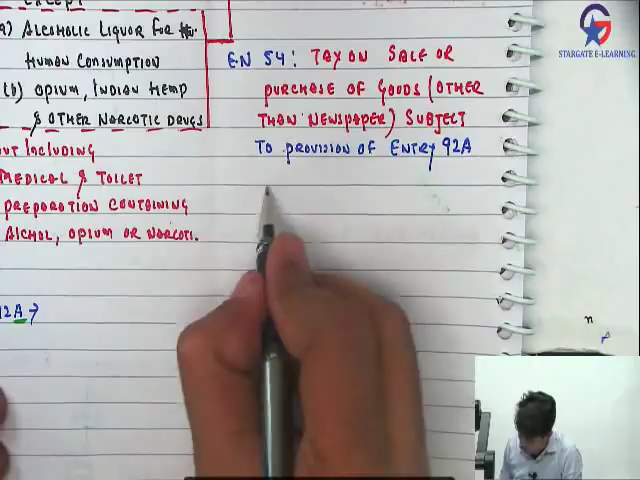 EXCEPT
A) ALCOHOLIC LIQUOR FOR
HUMAN CONSUMPTION
(b) OPIUM, INDIAN HEMP
& OTHER NARCOTIC DRUGS
INCLUDING
MEDICAL & TOILET
PREPARATION CONTAINING
ALCHOL, OPIUM OR NARCOTI.
92A →
EN 54: TAX ON SALE OR
PURCHASE OF GOODS (OTHER
THAN NEWSPAPER) SUBJECT
TO PROVISION OF ENTRY 92A
STARGATE E-LEARNING
n